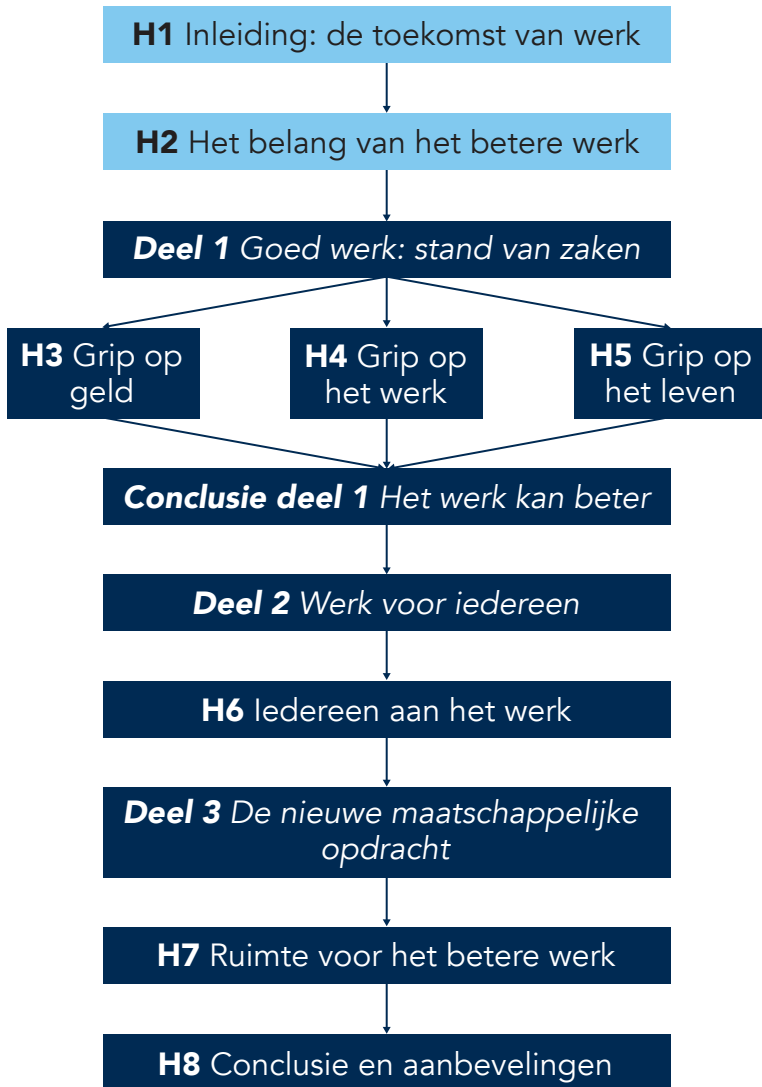 H1 Inleiding: de toekomst van werk
H2 Het belang van het betere werk
Deel 1 Goed werk: stand van zaken
H3 Grip op
geld
H4 Grip op
het werk
H5 Grip op
het leven
Conclusie deel 1 Het werk kan beter
Deel 2 Werk voor iedereen
H6 Iedereen aan het werk
Deel 3 De nieuwe maatschappelijke
opdracht
H7 Ruimte voor het betere werk
H8 Conclusie en aanbevelingen